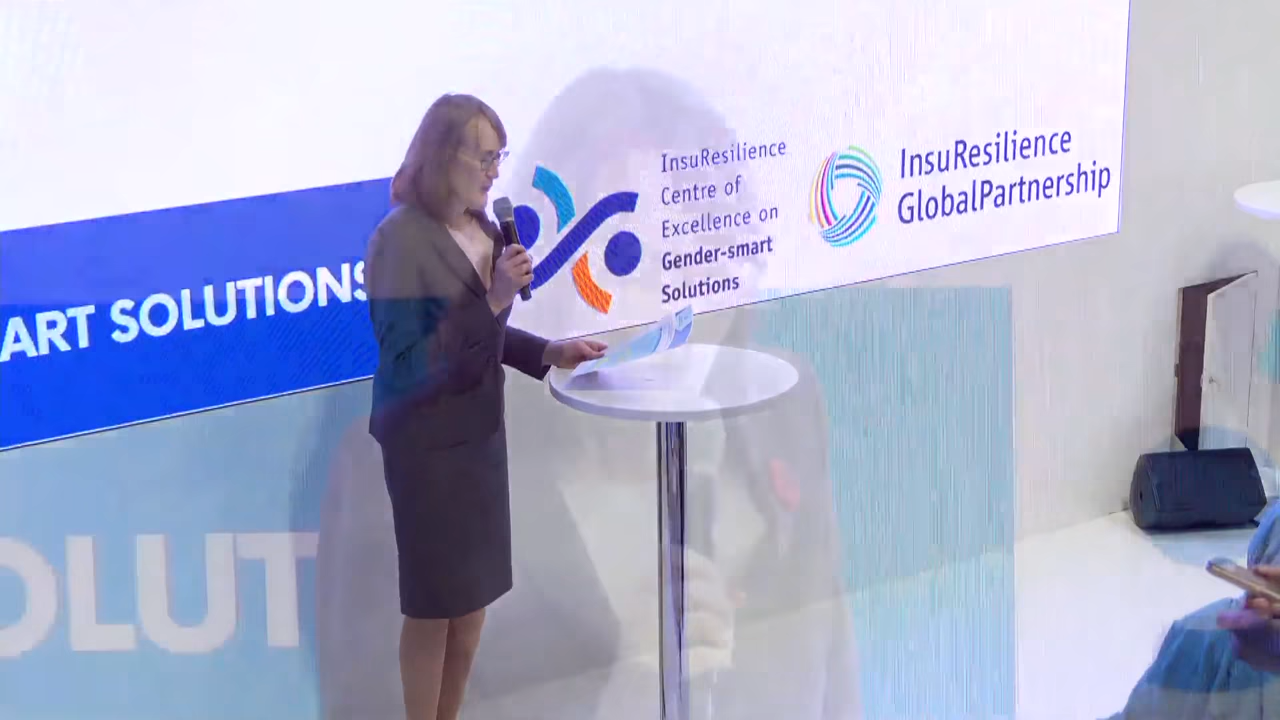 InsuResilience
Centre of
Excellence on
Gender-smart
Solutions
InsuResilience
GlobalPartnership
ART SOLUTIONS
OLUT